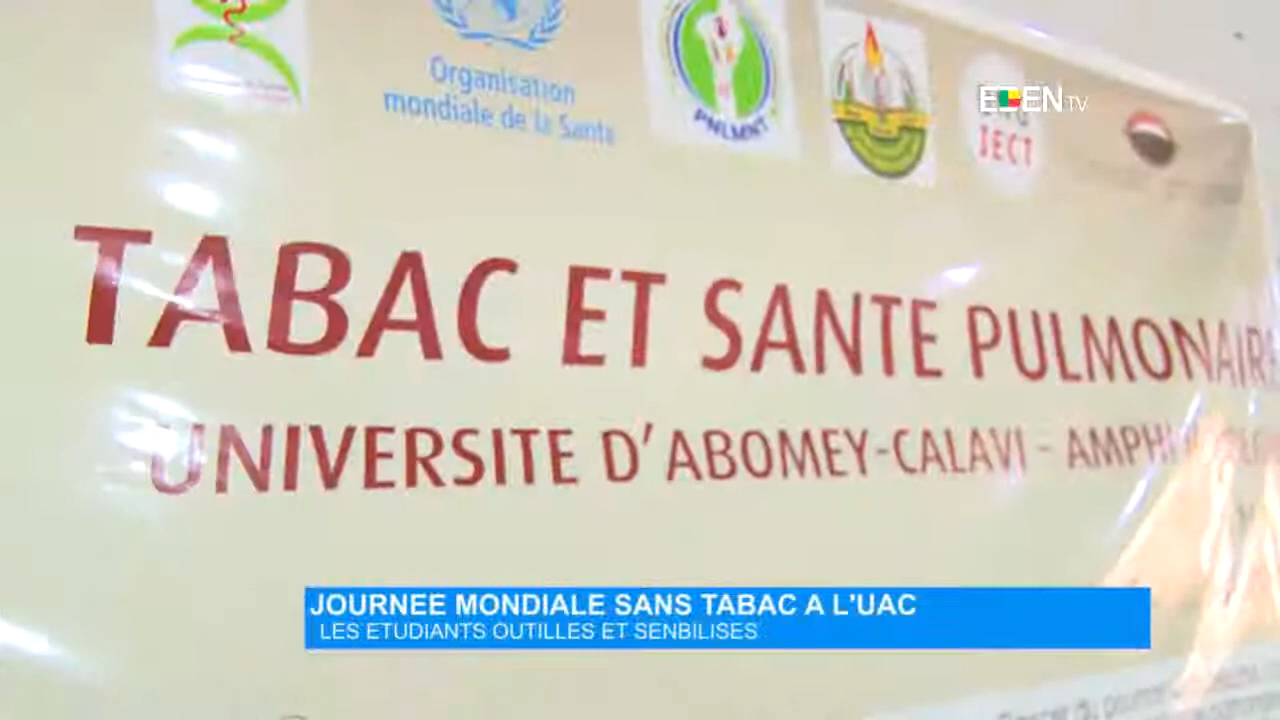 Organisation
mondiale de la Santé
PNLMNT
EDEN TV
JECT
TABAC ET SANTE PULMONAIRE
UNIVERSITE D'ABOMEY-CALAVI - AMPHI
JOURNEE MONDIALE SANS TABAC A L'UAC
LES ETUDIANTS OUTILLES ET SENBILISES